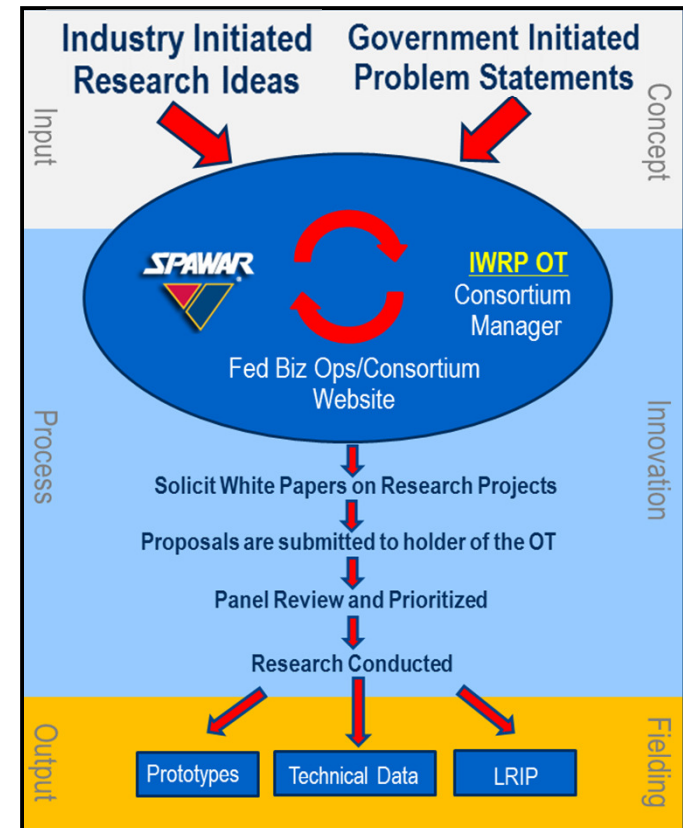 Industry Initiated
Research Ideas
Government Initiated
Problem Statements
Input
Concept
SPAWAR
IWRP OT
Consortium
Manager
Fed Biz Ops/Consortium
Website
Process
Innovation
Solicit White Papers on Research Projects
Proposals are submitted to holder of the OT
Panel Review and Prioritized
Research Conducted
Output
Fielding
Prototypes
Technical Data
LRIP